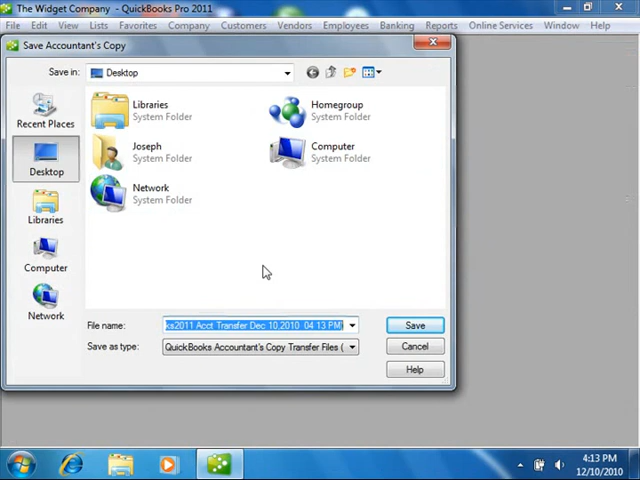 The Widget Company - QuickBooks Pro 2011
File Edit View Lists Favorites Company Customers Vendors Employees Banking Reports Online Services Window Help
Save Accountant's Copy
Save in: Desktop
Recent Places
Desktop
Libraries
Computer
Network
Libraries
System Folder
Homegroup
System Folder
Joseph
System Folder
Computer
System Folder
Network
System Folder
File name: ks2011 Acct Transfer Dec 10,2010 04 13 PM) Save
Save as type: QuickBooks Accountant's Copy Transfer Files ( Cancel
Help
4:13 PM
12/10/2010